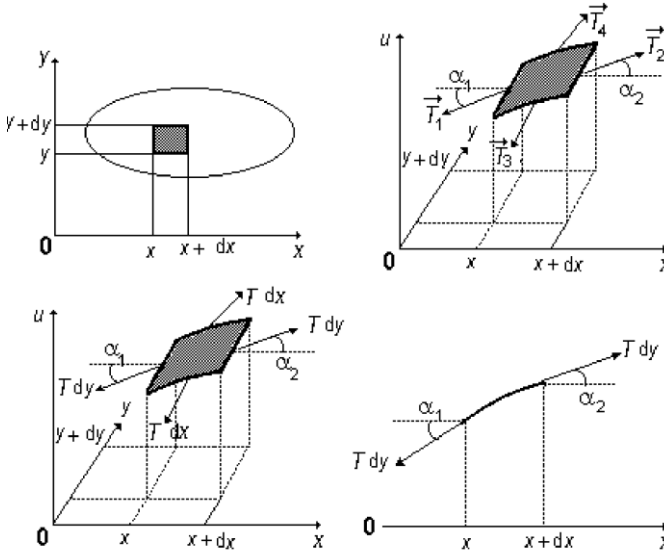 y
y + dy
y
0
x
x + dx
x
u
T₄
T₂
α₁
α₂
T₁
y
T₃
y + dy
0
x
x + dx
x
u
T dx
T dy
α₁
α₂
T dy
y
T dx
y + dy
0
x
x + dx
x
T dy
α₁
α₂
T dy
0
x
x + dx
x